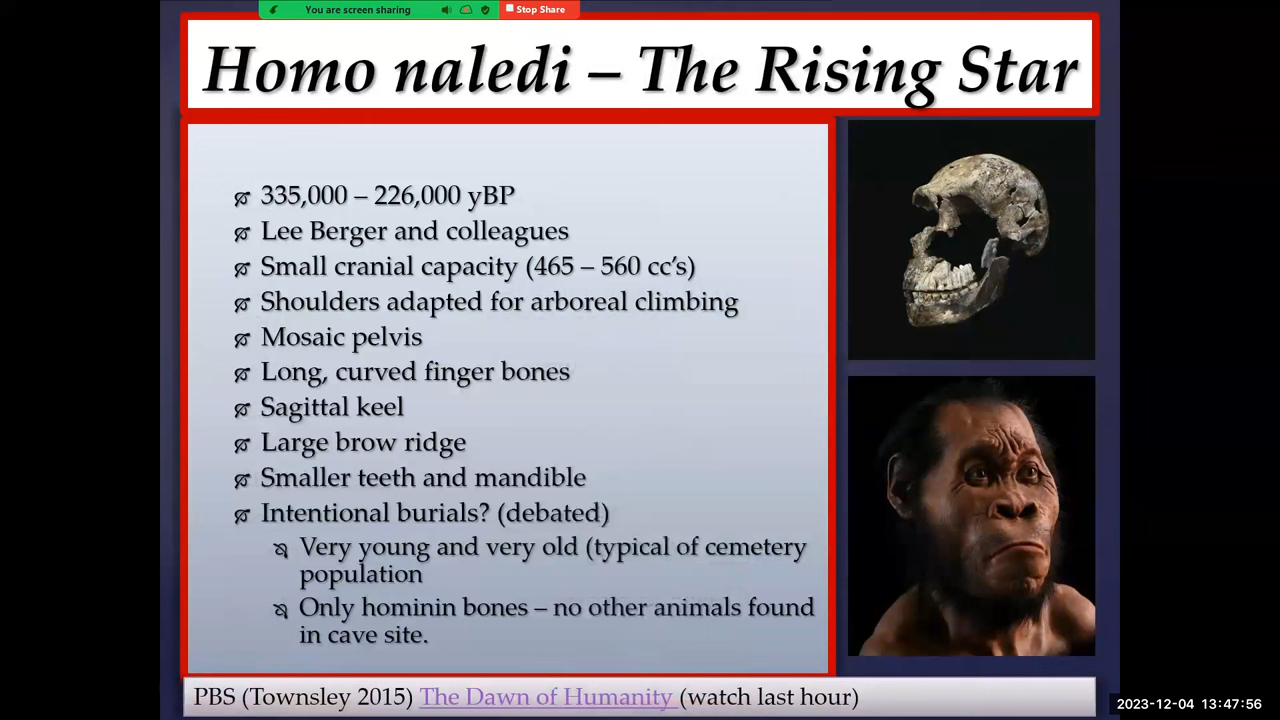 You are screen sharing
Stop Share
Homo naledi – The Rising Star
335,000 – 226,000 yBP
Lee Berger and colleagues
Small cranial capacity (465 – 560 cc's)
Shoulders adapted for arboreal climbing
Mosaic pelvis
Long, curved finger bones
Sagittal keel
Large brow ridge
Smaller teeth and mandible
Intentional burials? (debated)
Very young and very old (typical of cemetery
population
Only hominin bones – no other animals found
in cave site.
PBS (Townsley 2015) The Dawn of Humanity (watch last hour)
2023-12-04 13:47:56